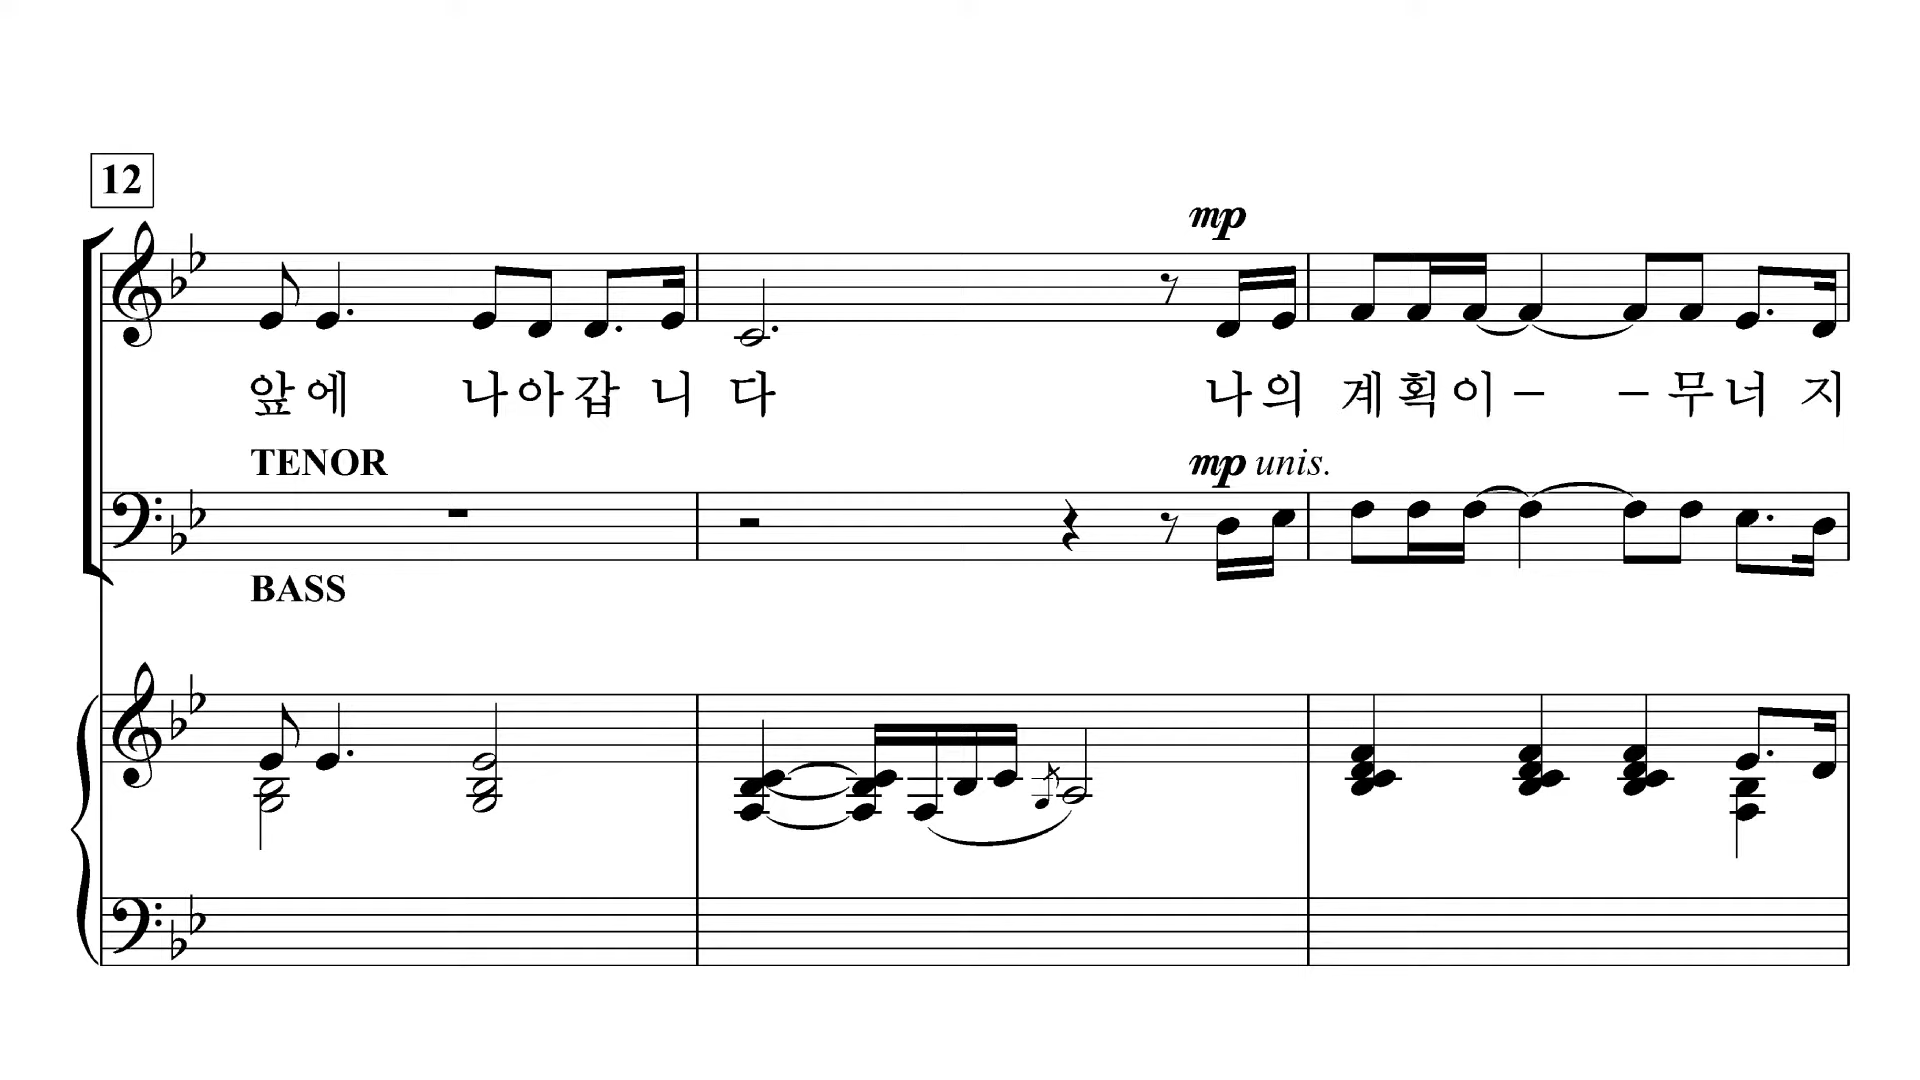 12
mp
앞에 나아갑 니 다 나의 계획이– –무너 지
TENOR mp unis.
BASS